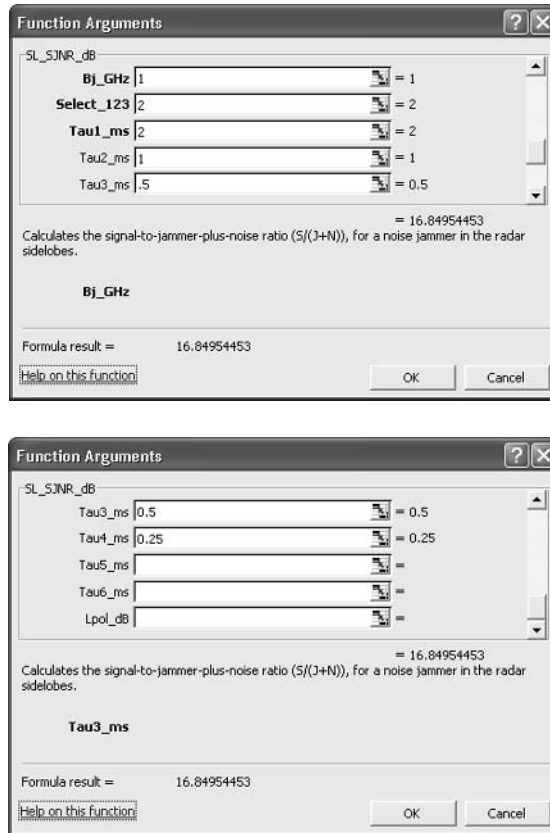 Function Arguments
SL_SJNR_dB
Bj_GHz 1 = 1
Select_123 2 = 2
Tau1_ms 2 = 2
Tau2_ms 1 = 1
Tau3_ms .5 = 0.5
= 16.84954453
Calculates the signal-to-jammer-plus-noise ratio (S/(J+N)), for a noise jammer in the radar
sidelobes.
Bj_GHz
Formula result = 16.84954453
Help on this function OK Cancel
Function Arguments
SL_SJNR_dB
Tau3_ms 0.5 = 0.5
Tau4_ms 0.25 = 0.25
Tau5_ms =
Tau6_ms =
Lpol_dB =
= 16.84954453
Calculates the signal-to-jammer-plus-noise ratio (S/(J+N)), for a noise jammer in the radar
sidelobes.
Tau3_ms
Formula result = 16.84954453
Help on this function OK Cancel